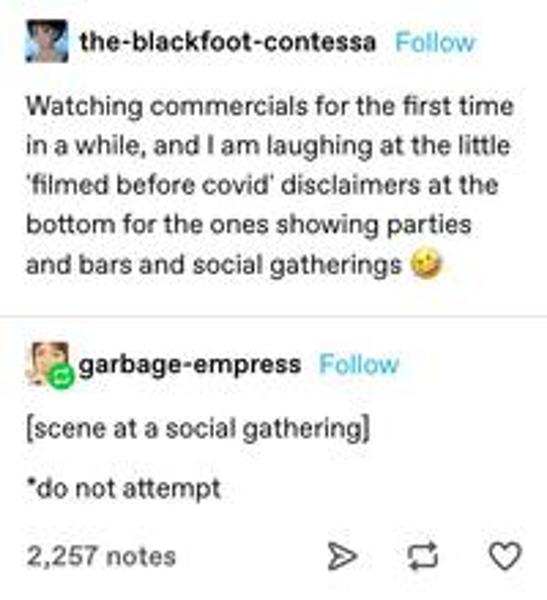 the-blackfoot-contessa Follow
Watching commercials for the first time
in a while, and I am laughing at the little
'filmed before covid' disclaimers at the
bottom for the ones showing parties
and bars and social gatherings 🤣
garbage-empress Follow
[scene at a social gathering]
*do not attempt
2,257 notes